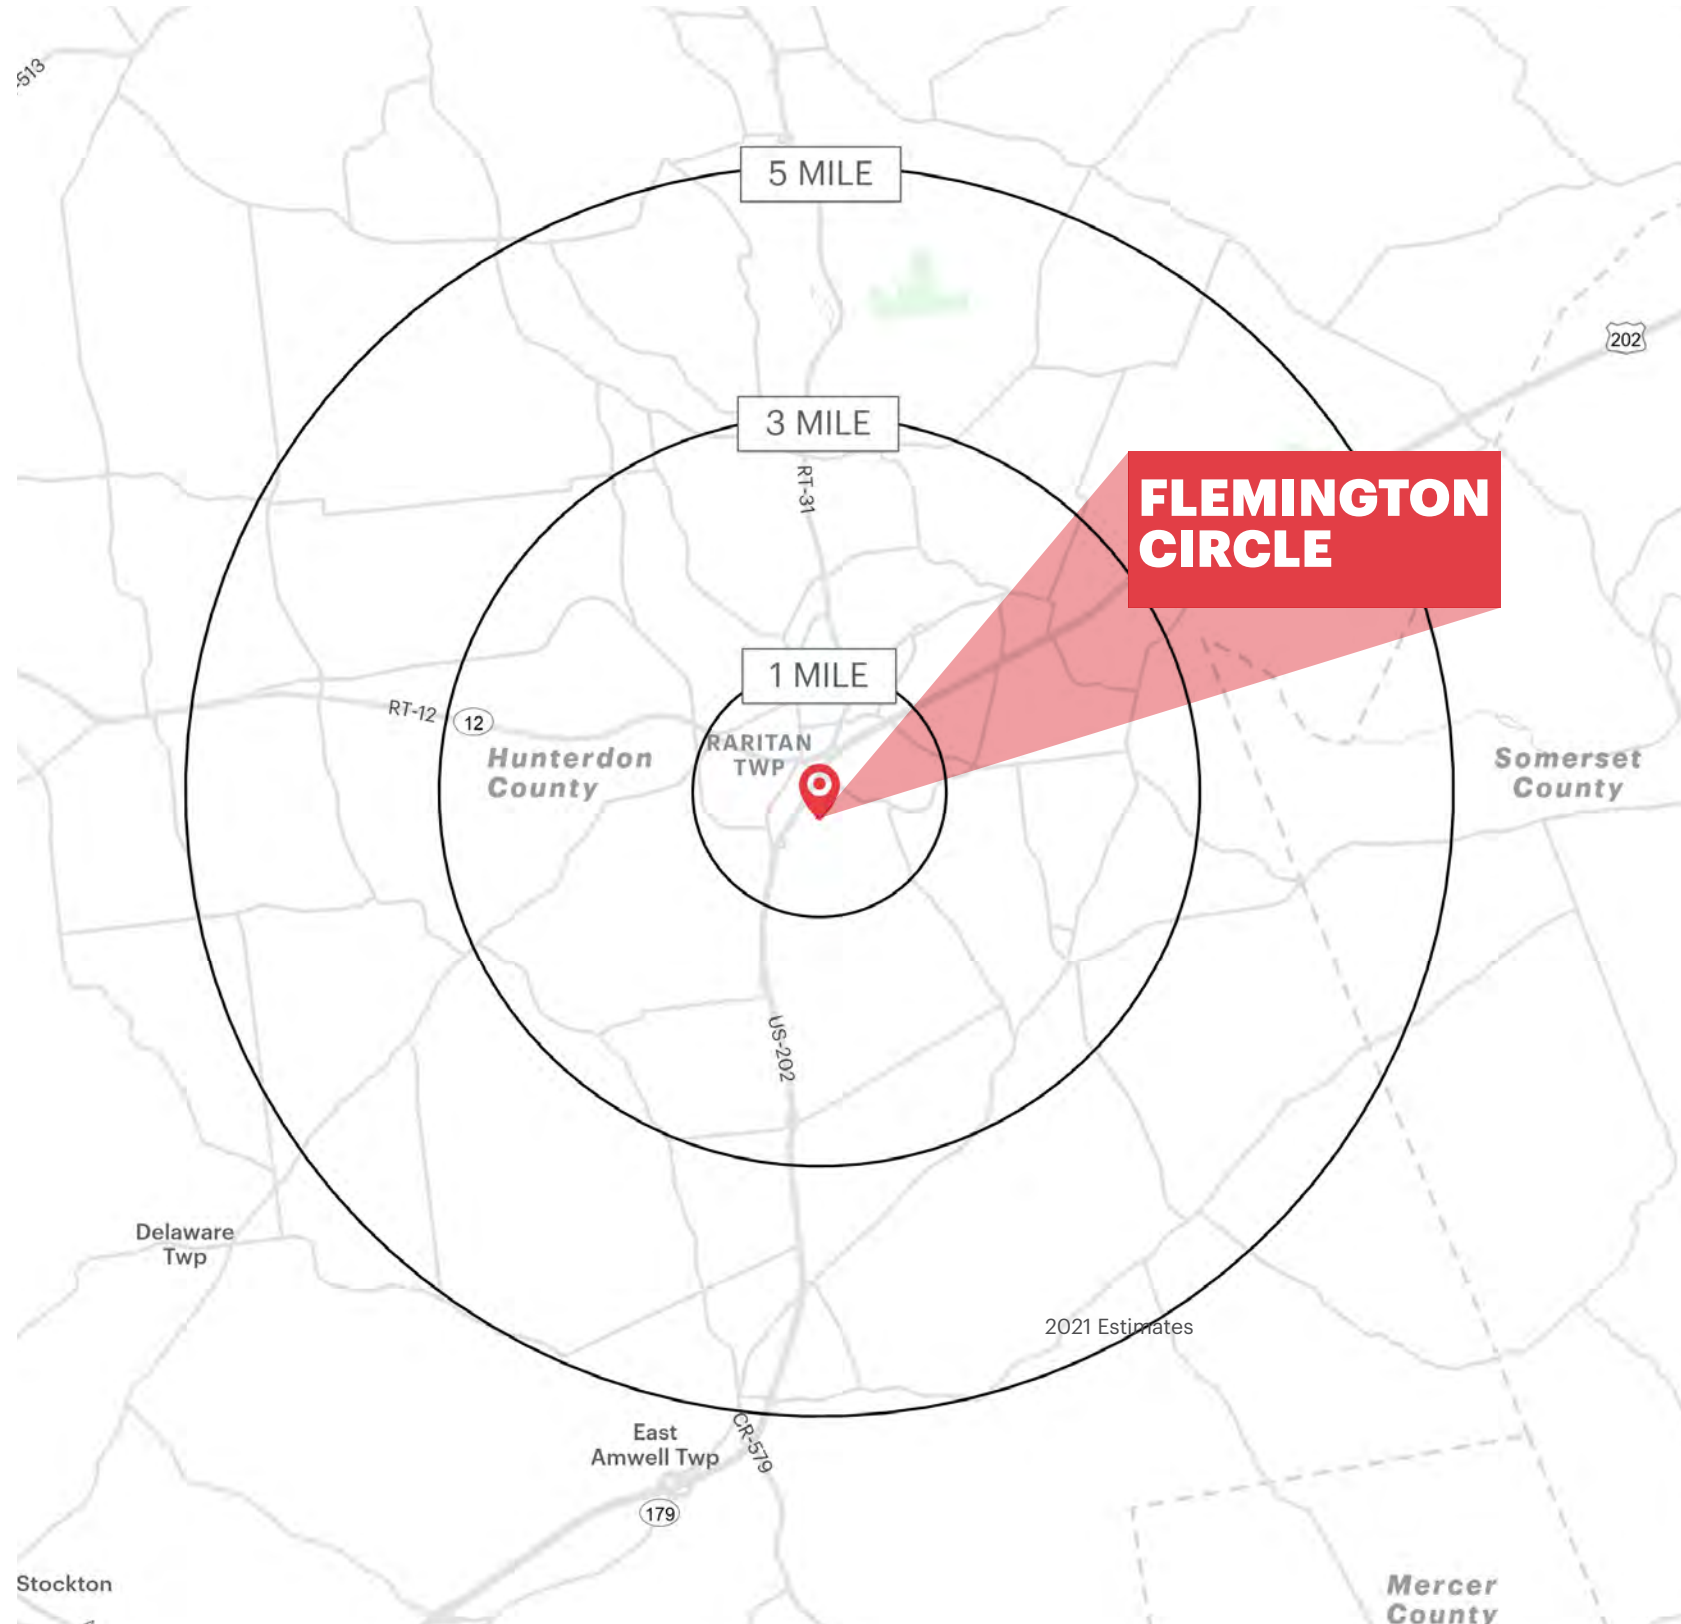 -513
5 MILE
202
3 MILE
RT-31
FLEMINGTON
CIRCLE
1 MILE
RT-12
12
RARITAN
TWP
Hunterdon
County
Somerset
County
US-202
Delaware
Twp
2021 Estimates
East
Amwell Twp
CR-579
179
Stockton
Mercer
County